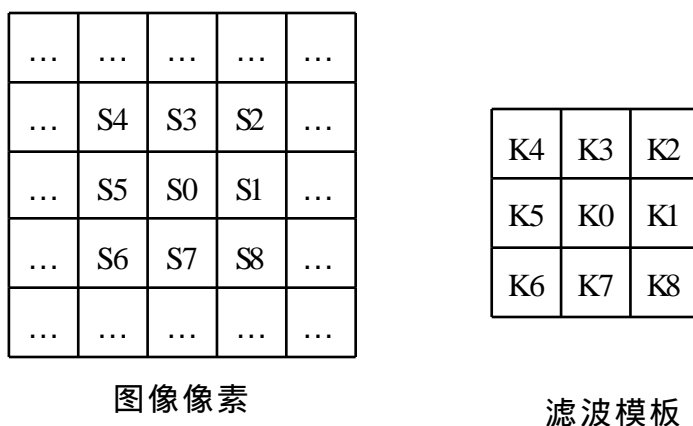 … … … … …
… S4 S3 S2 …
… S5 S0 S1 …
… S6 S7 S8 …
… … … … …
图像像素
K4 K3 K2
K5 K0 K1
K6 K7 K8
滤波模板